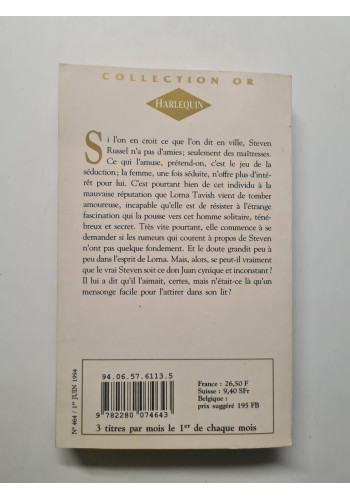 COLLECTION OR
HARLEQUIN
Si l'on en croit ce que l'on dit en ville, Steven
Russel n'a pas d'amies; seulement des maîtresses.
Ce qui l'amuse, prétend-on, c'est le jeu de la
séduction; la femme, une fois séduite, n'offre plus d'inté-
rêt pour lui. C'est pourtant bien de cet individu à la
mauvaise réputation que Lorna Tavish vient de tomber
amoureuse, incapable qu'elle est de résister à l'étrange
fascination qui la pousse vers cet homme solitaire, téné-
breux et secret. Très vite pourtant, elle commence à se
demander si les rumeurs qui courent à propos de Steven
n'ont pas quelque fondement. Et le doute grandit peu à
peu dans l'esprit de Lorna. Mais, alors, se peut-il vraiment
que le vrai Steven soit ce don Juan cynique et inconstant ?
Il lui a dit qu'il l'aimait, certes, mais n'était-ce là qu'un
mensonge facile pour l'attirer dans son lit ?
N° 464 / 1er JUIN 1994
94.06.57.6113.5
9 782280 074643
France : 26,50 F
Suisse : 9,40 SFr
Belgique :
prix suggéré 195 FB
3 titres par mois le 1er de chaque mois